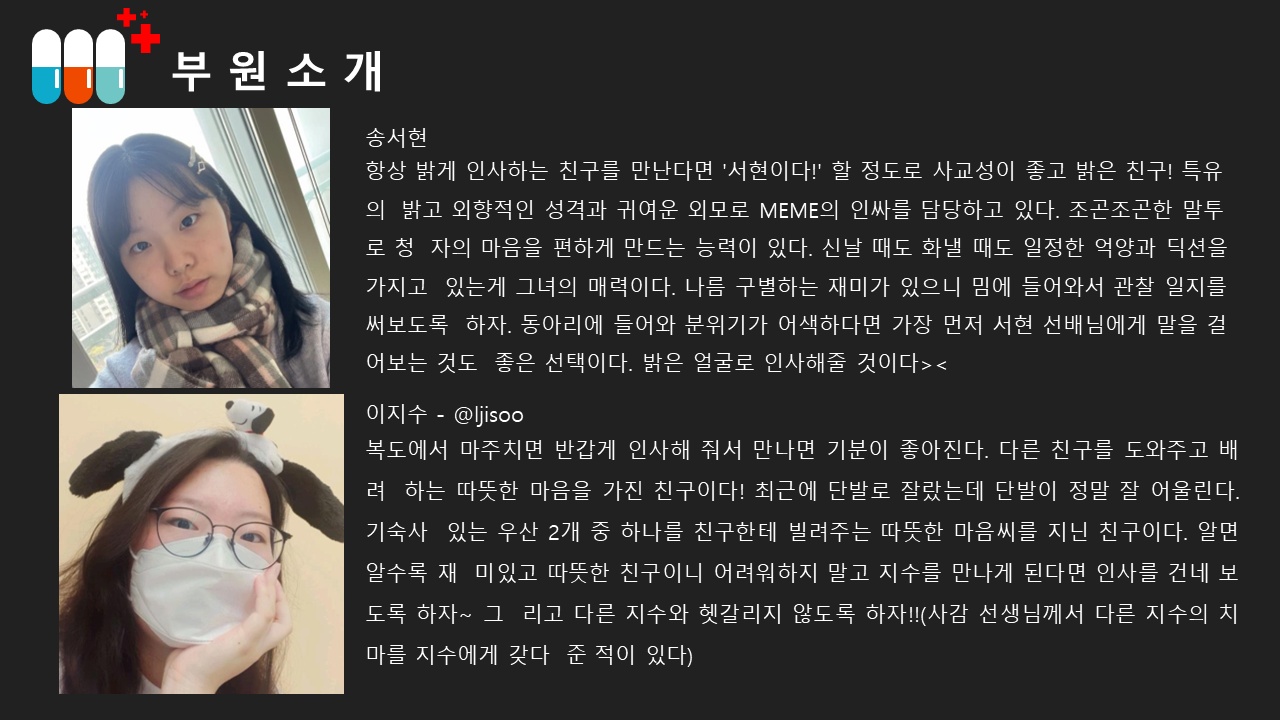 부원소개
송서현
항상 밝게 인사하는 친구를 만난다면 '서현이다!' 할 정도로 사교성이 좋고 밝은 친구! 특유
의 밝고 외향적인 성격과 귀여운 외모로 MEME의 인싸를 담당하고 있다. 조곤조곤한 말투
로 청 자의 마음을 편하게 만드는 능력이 있다. 신날 때도 화낼 때도 일정한 억양과 딕션을
가지고 있는게 그녀의 매력이다. 나름 구별하는 재미가 있으니 밈에 들어와서 관찰 일지를
써보도록 하자. 동아리에 들어와 분위기가 어색하다면 가장 먼저 서현 선배님에게 말을 걸
어보는 것도 좋은 선택이다. 밝은 얼굴로 인사해줄 것이다><
이지수 - @ljisoo
복도에서 마주치면 반갑게 인사해 줘서 만나면 기분이 좋아진다. 다른 친구를 도와주고 배
려 하는 따뜻한 마음을 가진 친구이다! 최근에 단발로 잘랐는데 단발이 정말 잘 어울린다.
기숙사 있는 우산 2개 중 하나를 친구한테 빌려주는 따뜻한 마음씨를 지닌 친구이다. 알면
알수록 재 미있고 따뜻한 친구이니 어려워하지 말고 지수를 만나게 된다면 인사를 건네 보
도록 하자~ 그 리고 다른 지수와 헷갈리지 않도록 하자!!(사감 선생님께서 다른 지수의 치
마를 지수에게 갖다 준 적이 있다)